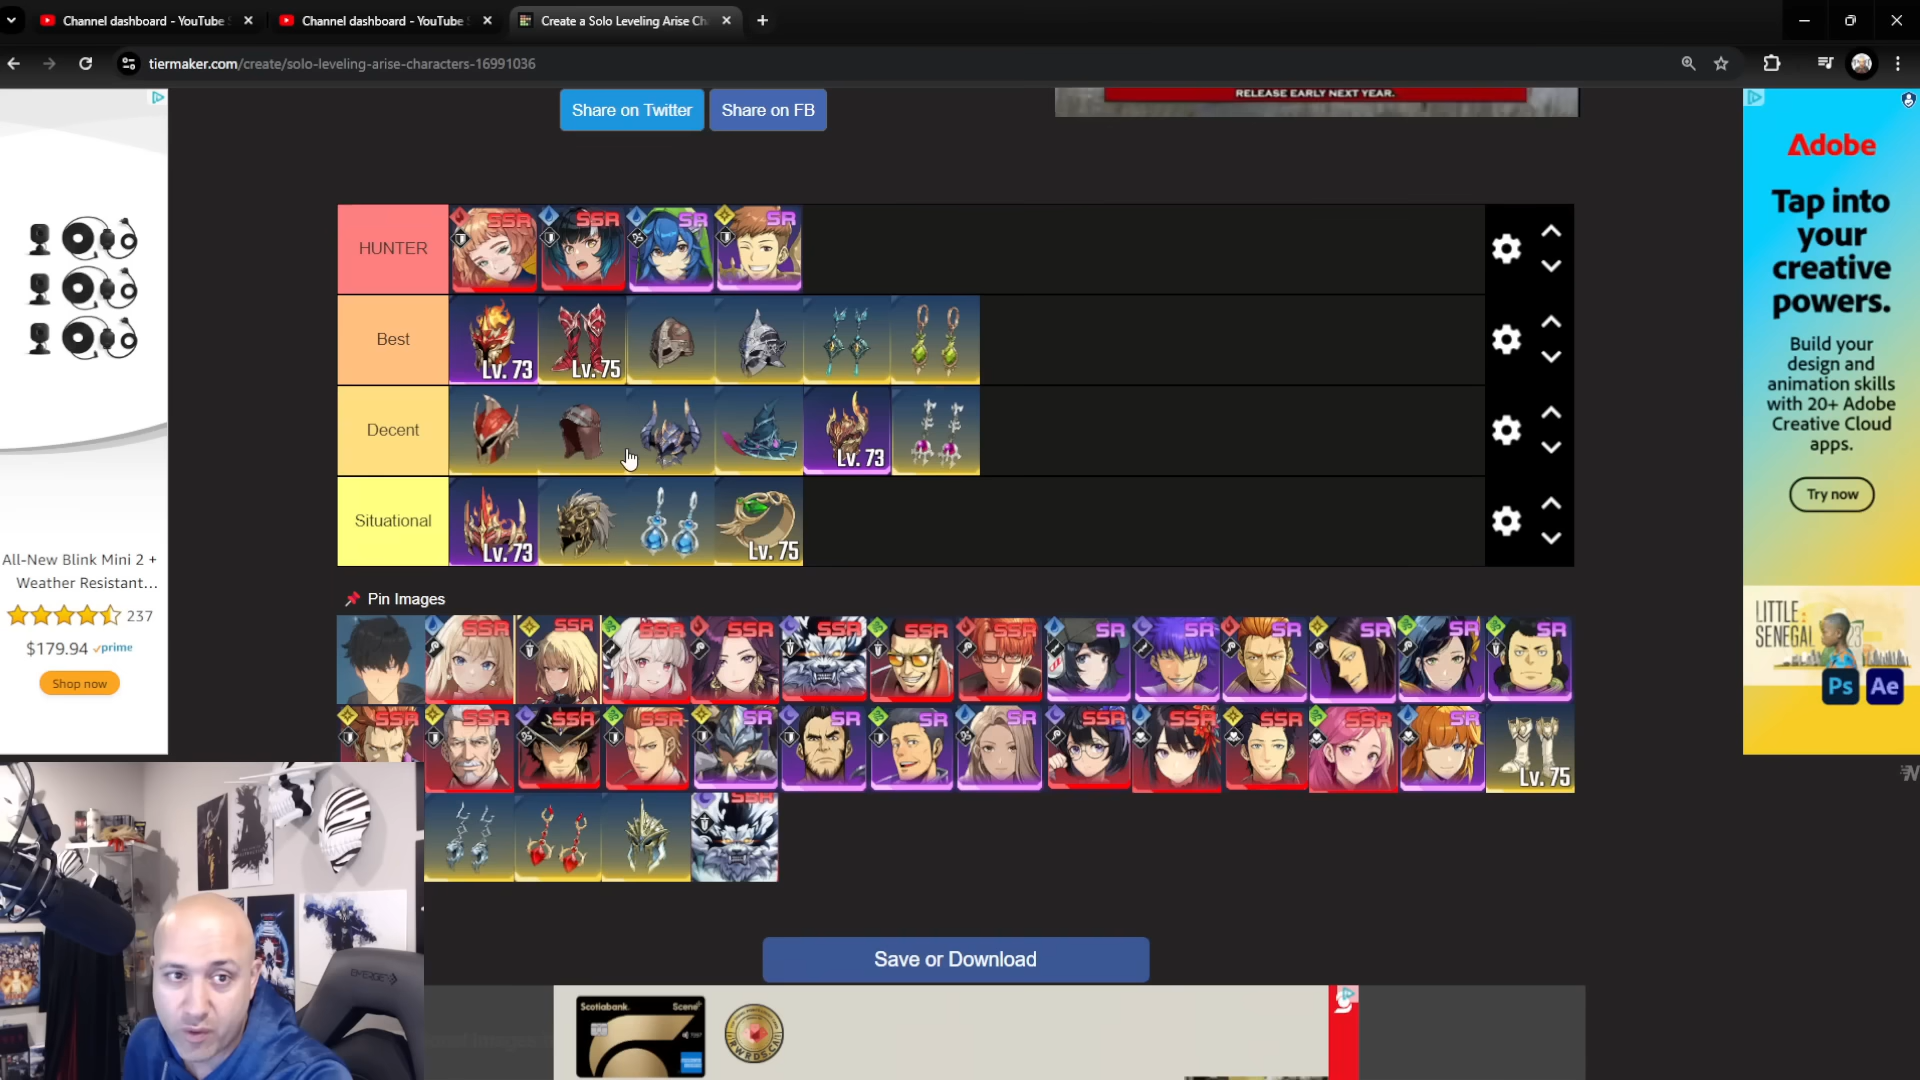 Channel dashboard - YouTube S
Channel dashboard - YouTube S
Create a Solo Leveling Arise Ch
tiermaker.com/create/solo-leveling-arise-characters-16991036
Share on Twitter
Share on FB
RELEASE EARLY NEXT YEAR.
HUNTER
SSR
SSR
SR
SR
Best
Lv. 73
Lv. 75
Decent
Lv. 73
Situational
Lv. 73
Lv. 75
Pin Images
SSR
SSR
SSR
SSR
SSR
SSR
SSR
SR
SR
SR
SR
SR
SR
SSR
SSR
SSR
SSR
SR
SR
SR
SR
SSR
SSR
SSR
SSR
SR
Lv. 75
SSR
Save or Download
All-New Blink Mini 2 +
Weather Resistant...
237
$179.94 prime
Shop now
Adobe
Tap into
your
creative
powers.
Build your
design and
animation skills
with 20+ Adobe
Creative Cloud
apps.
Try now
LITTLE
SENEGAL
Ps
Ae
EMERGE
Scotiabank
Scene+
RWRDS.CA